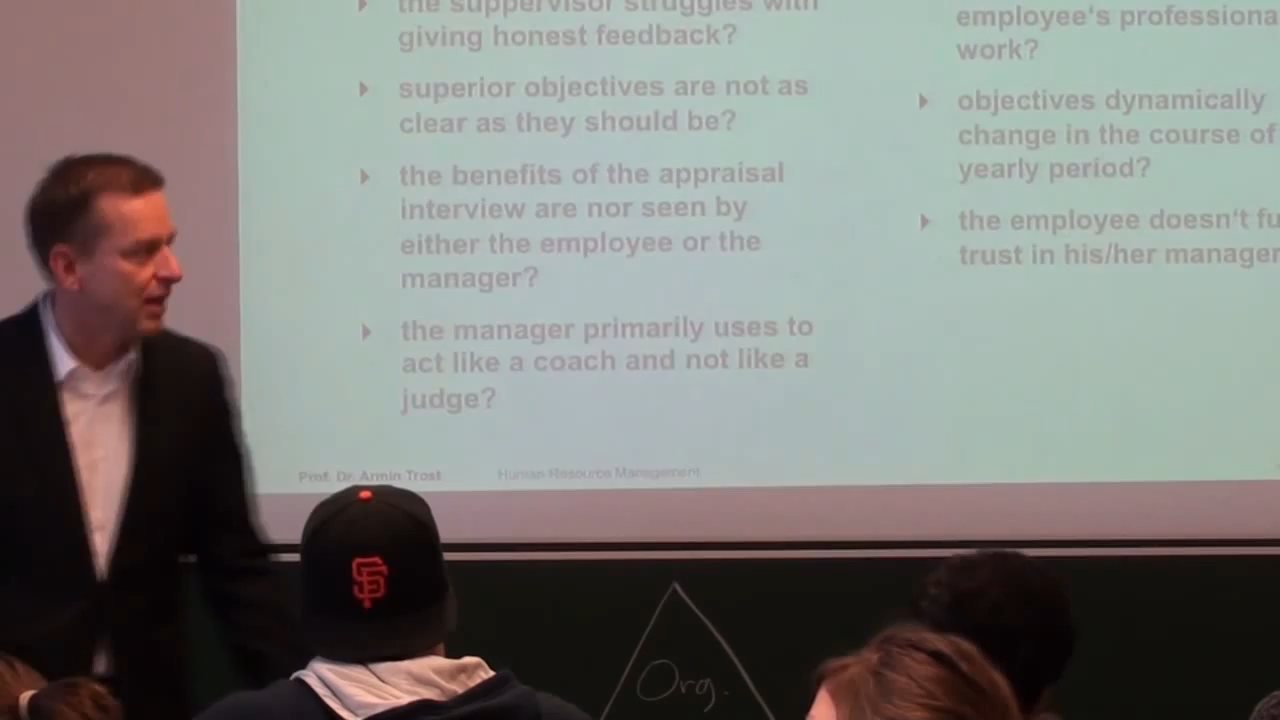 the suppervisor struggles with
giving honest feedback?
superior objectives are not as
clear as they should be?
the benefits of the appraisal
interview are nor seen by
either the employee or the
manager?
the manager primarily uses to
act like a coach and not like a
judge?
employee's professiona
work?
objectives dynamically
change in the course of
yearly period?
the employee doesn't fu
trust in his/her manager
Prof. Dr. Armin Trost Human Resource Management
SF
Org.